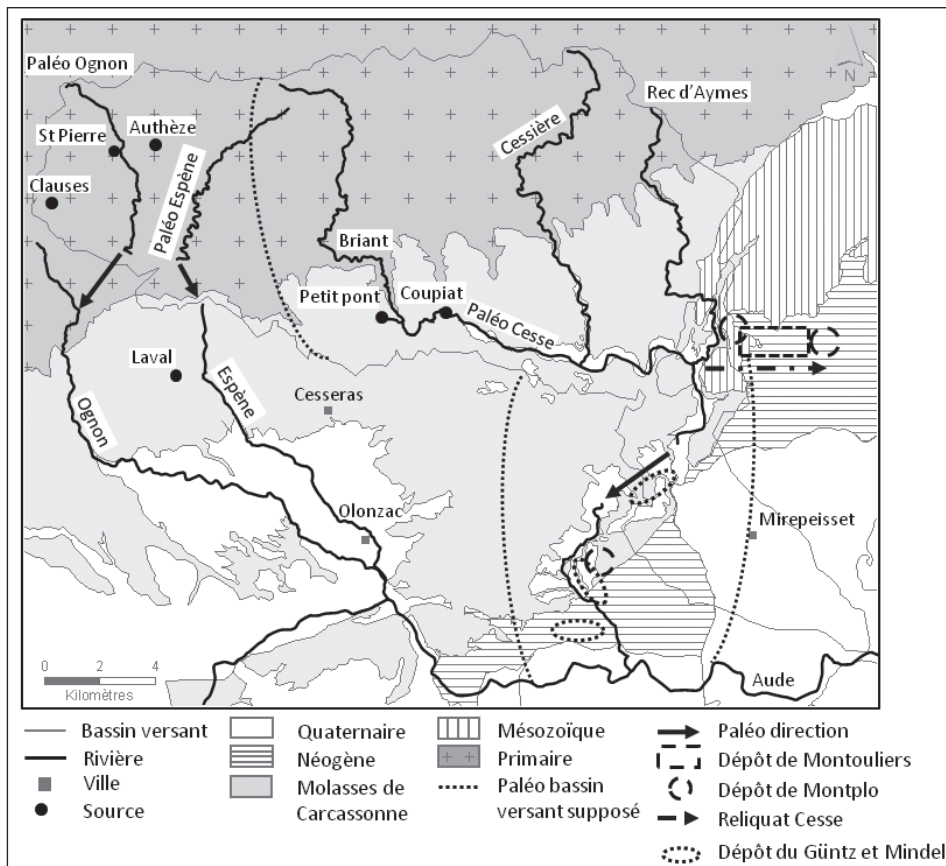 Paléo Ognon
N
Rec d'Aymes
St Pierre
Authèze
Cessière
Clauses
Paléo Espène
Briant
Petit pont
Coupiat
Paléo Cesse
Laval
Espène
Cesseras
Ognon
Olonzac
Mirepeisset
0 2 4
Kilomètres
Aude
Bassin versant
Rivière
Ville
Source
Quaternaire
Néogène
Molasses de
Carcassonne
Mésozoïque
Primaire
Paléo bassin
versant supposé
Paléo direction
Dépôt de Montouliers
Dépôt de Montplo
Reliquat Cesse
Dépôt du Güntz et Mindel